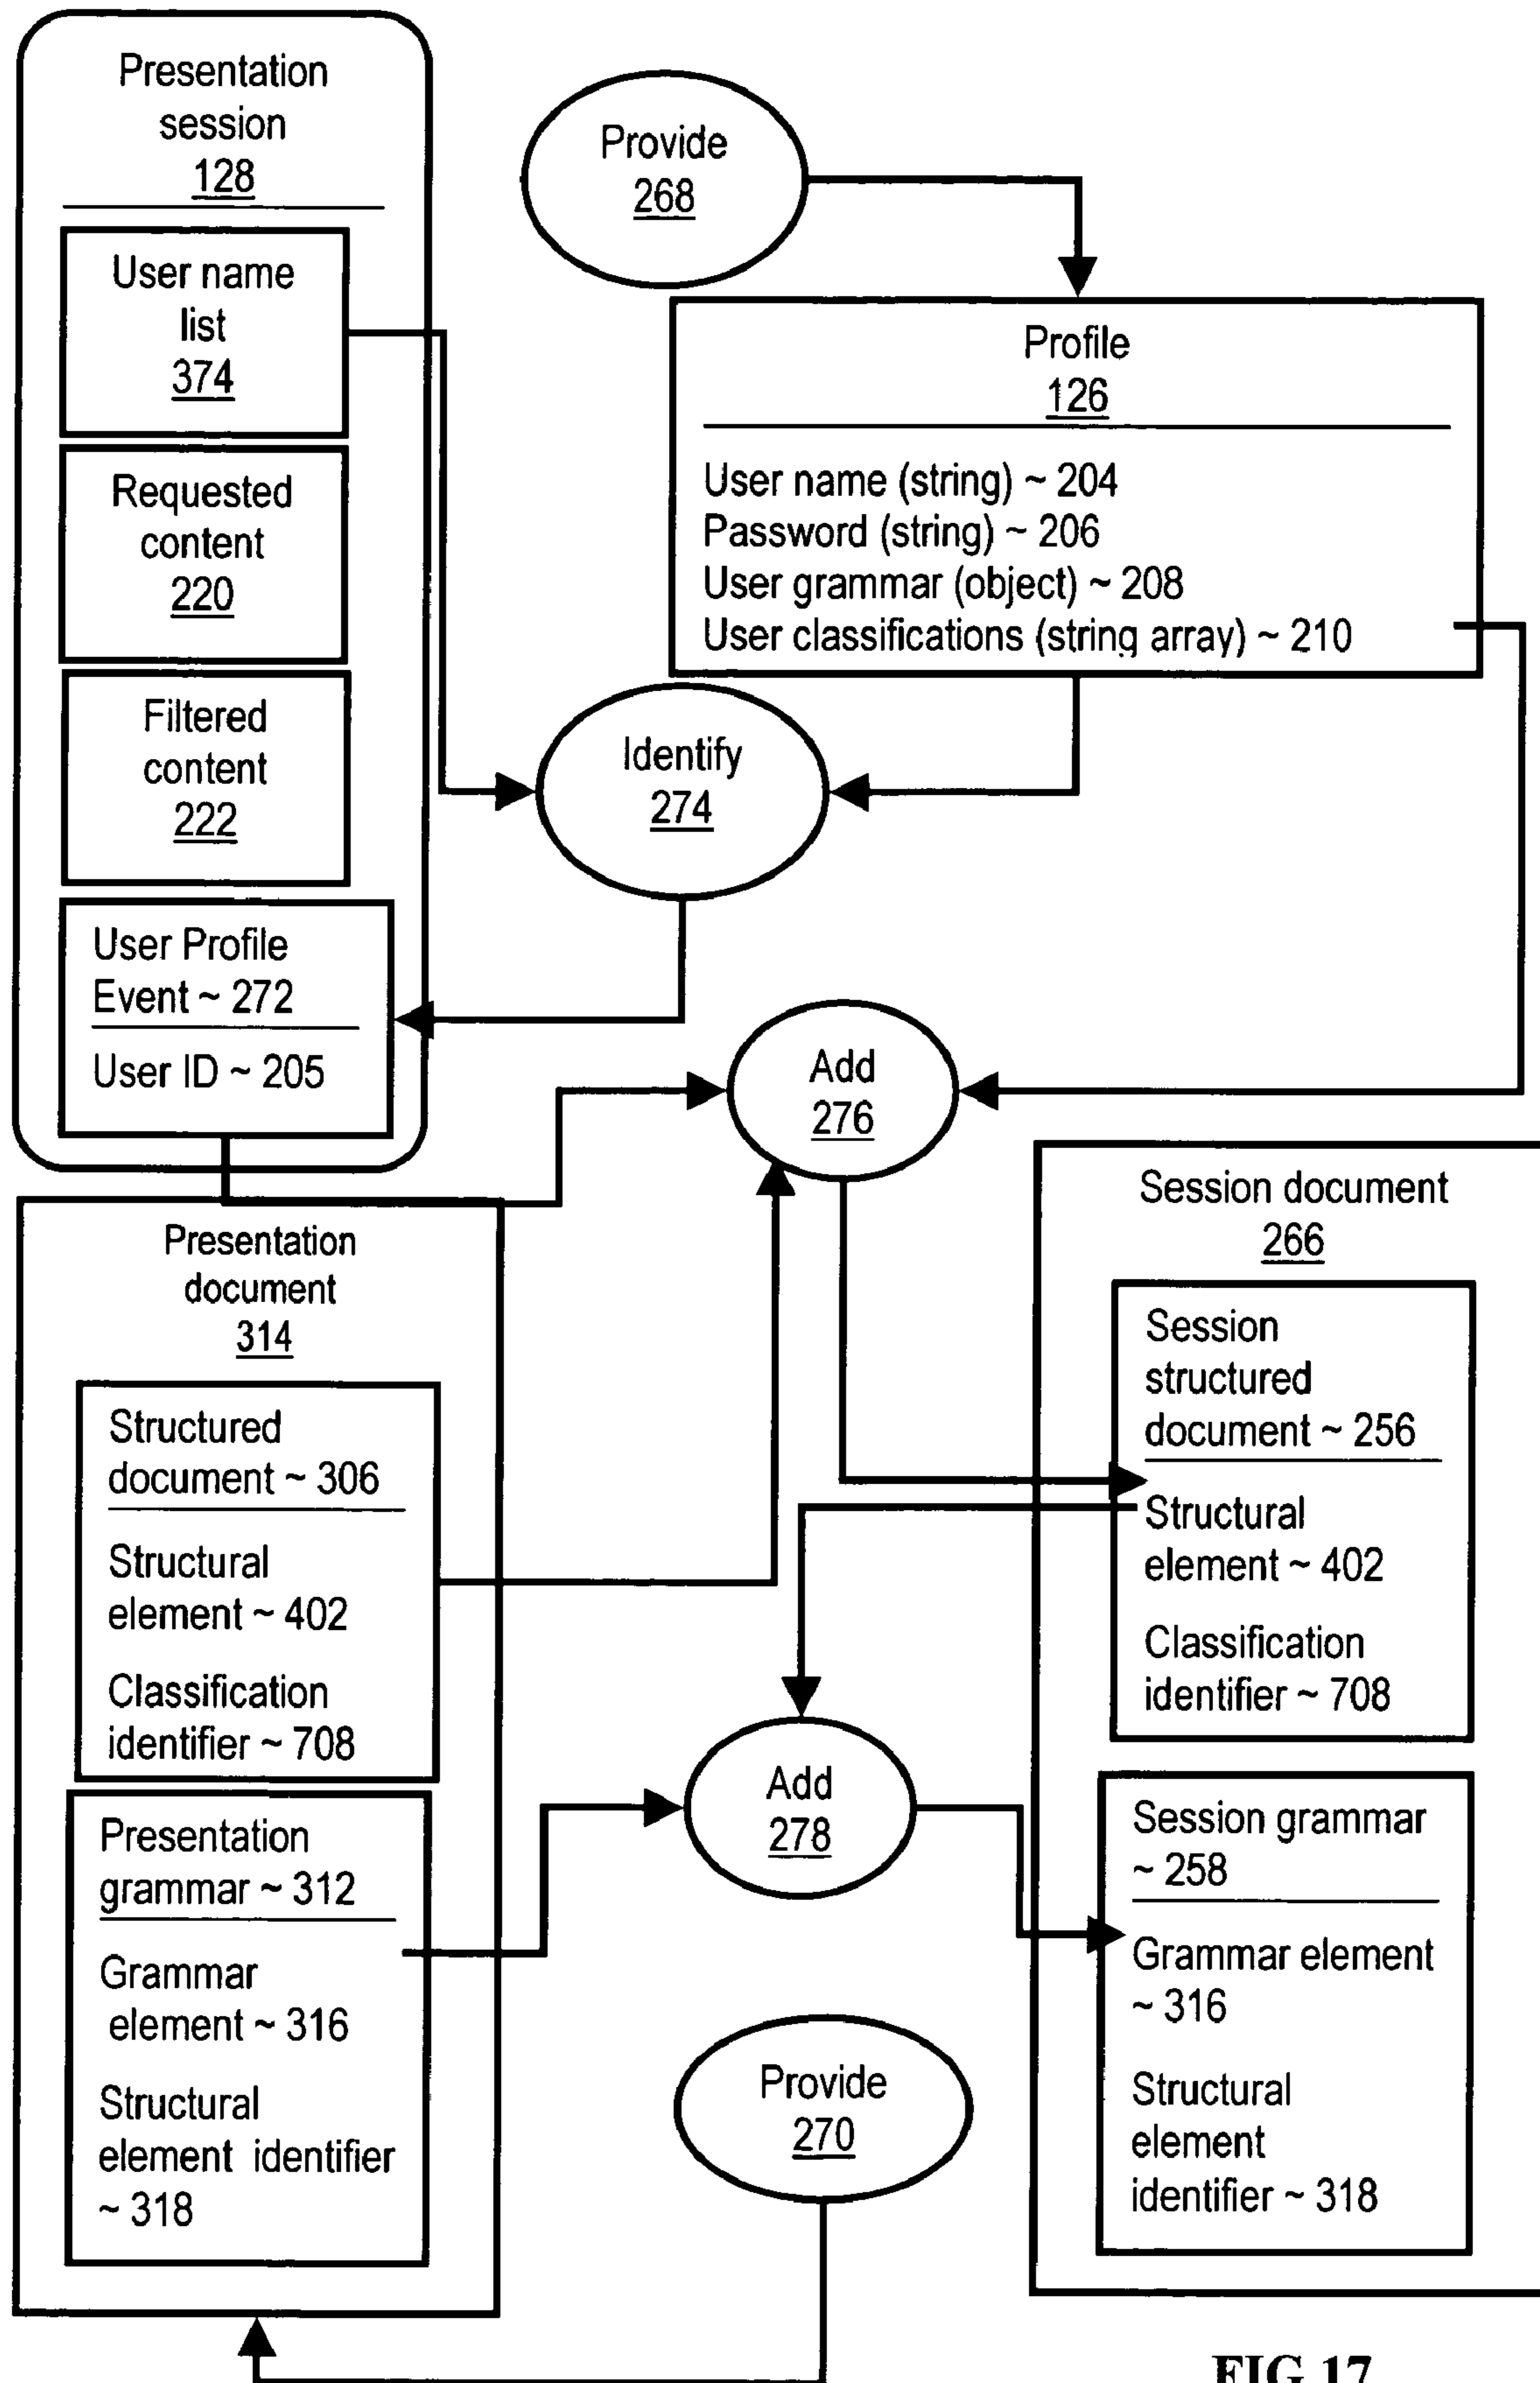 Presentation
session
128
User name
list
374
Requested
content
220
Filtered
content
222
User Profile
Event ~ 272
User ID ~ 205
Provide
268
Profile
126
User name (string) ~ 204
Password (string) ~ 206
User grammar (object) ~ 208
User classifications (string array) ~ 210
Identify
274
Add
276
Presentation
document
314
Structured
document ~ 306
Structural
element ~ 402
Classification
identifier ~ 708
Presentation
grammar ~ 312
Grammar
element ~ 316
Structural
element identifier
~ 318
Add
278
Provide
270
Session document
266
Session
structured
document ~ 256
Structural
element ~ 402
Classification
identifier ~ 708
Session grammar
~ 258
Grammar element
~ 316
Structural
element
identifier ~ 318
FIG 17